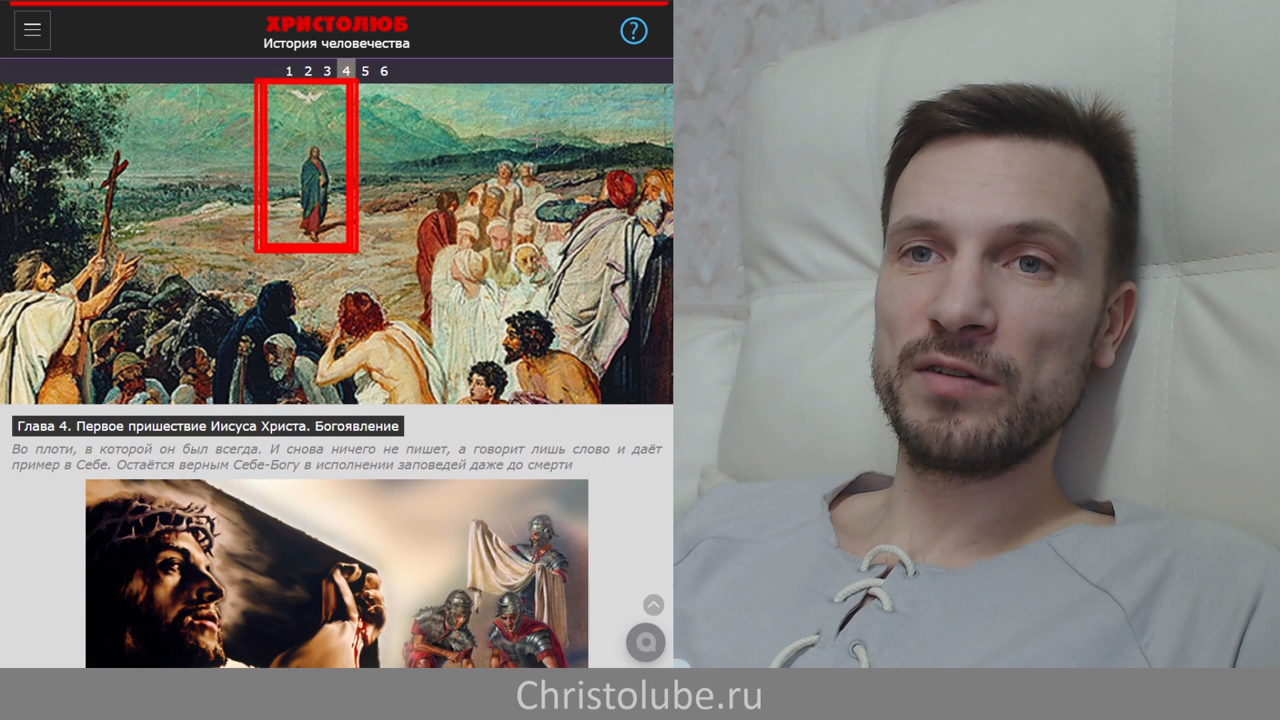 ХРИСТОЛЮБ
История человечества
?
1 2 3 4 5 6
Глава 4. Первое пришествие Иисуса Христа. Богоявление
Во плоти, в которой он был всегда. И снова ничего не пишет, а говорит лишь слово и даёт
пример в Себе. Остаётся верным Себе-Богу в исполнении заповедей даже до смерти
Christolube.ru